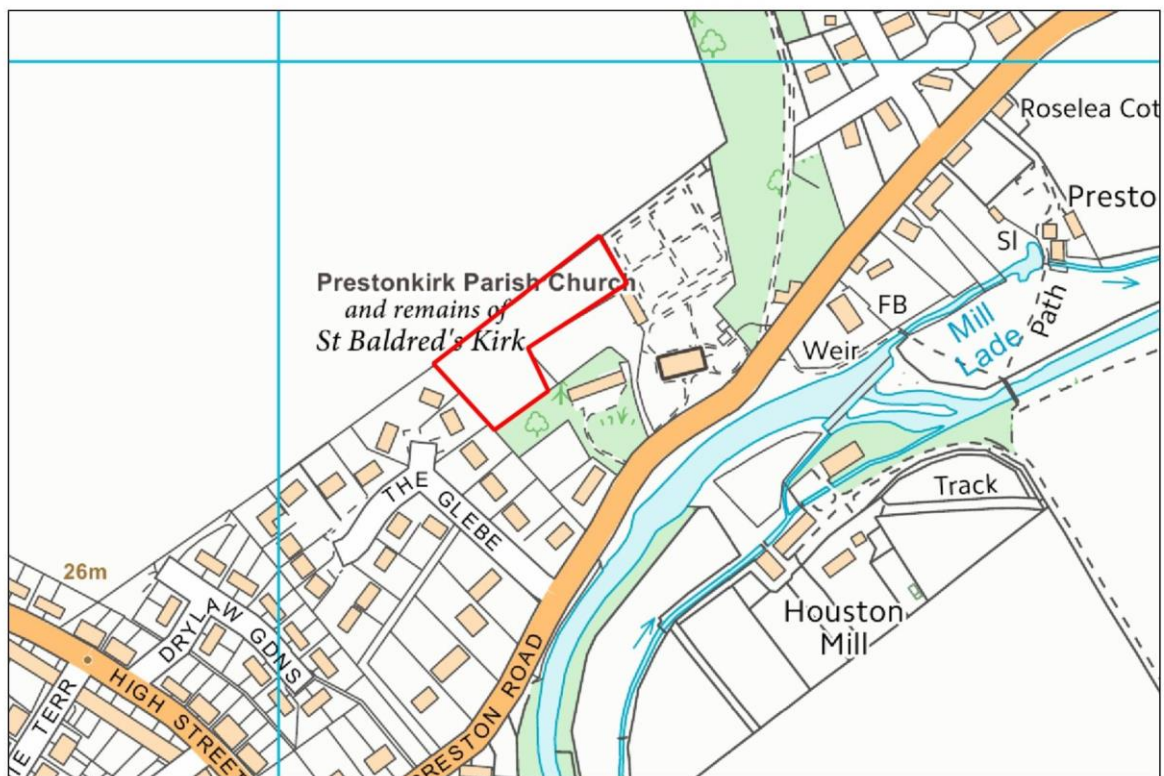 Roselea Cot
Presto
SI
Prestonkirk Parish Church
and remains of
St Baldred's Kirk
FB
Mill
Lade
Path
Weir
Track
THE GLEBE
26m
DRYLAW GDNS
Houston
Mill
HIGH STREET
IE TERR
PRESTON ROAD